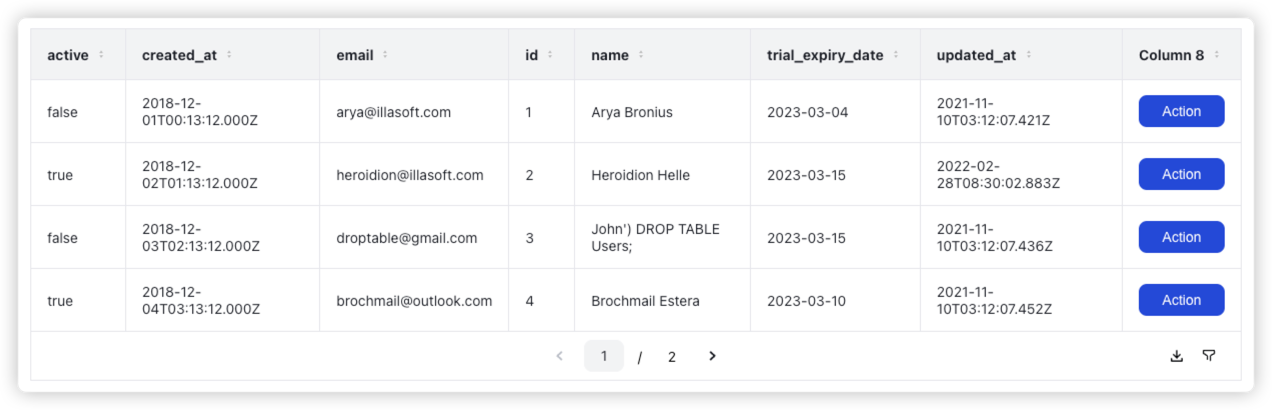 active created_at email id name trial_expiry_date updated_at Column 8
false 2018-12-01T00:13:12.000Z arya@illasoft.com 1 Arya Bronius 2023-03-04 2021-11-10T03:12:07.421Z Action
true 2018-12-02T01:13:12.000Z heroidion@illasoft.com 2 Heroidion Helle 2023-03-15 2022-02-28T08:30:02.883Z Action
false 2018-12-03T02:13:12.000Z droptable@gmail.com 3 John') DROP TABLE Users; 2023-03-15 2021-11-10T03:12:07.436Z Action
true 2018-12-04T03:13:12.000Z brochmail@outlook.com 4 Brochmail Estera 2023-03-10 2021-11-10T03:12:07.452Z Action
1 / 2